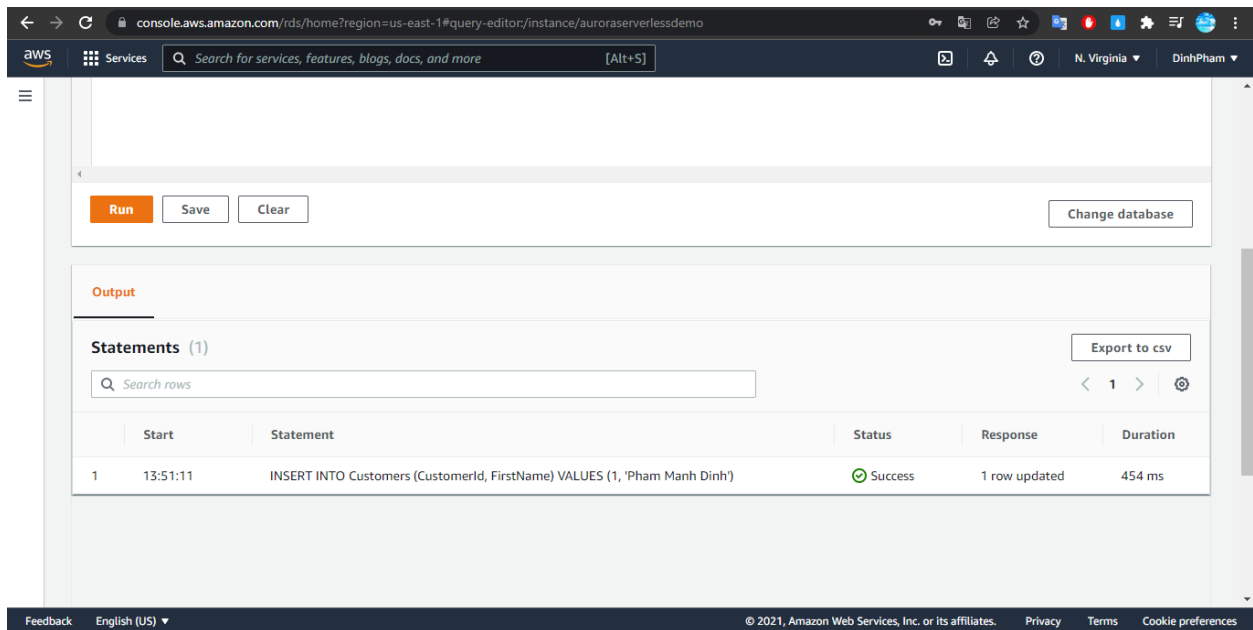 console.aws.amazon.com/rds/home?region=us-east-1#query-editor:/instance/auroraserverlessdemo
aws Services Search for services, features, blogs, docs, and more [Alt+S] N. Virginia ▼ DinhPham ▼
Run Save Clear Change database
Output
Statements (1) Export to csv
Search rows 1
Start Statement Status Response Duration
1 13:51:11 INSERT INTO Customers (CustomerId, FirstName) VALUES (1, 'Pham Manh Dinh') Success 1 row updated 454 ms
Feedback English (US) ▼ © 2021, Amazon Web Services, Inc. or its affiliates. Privacy Terms Cookie preferences